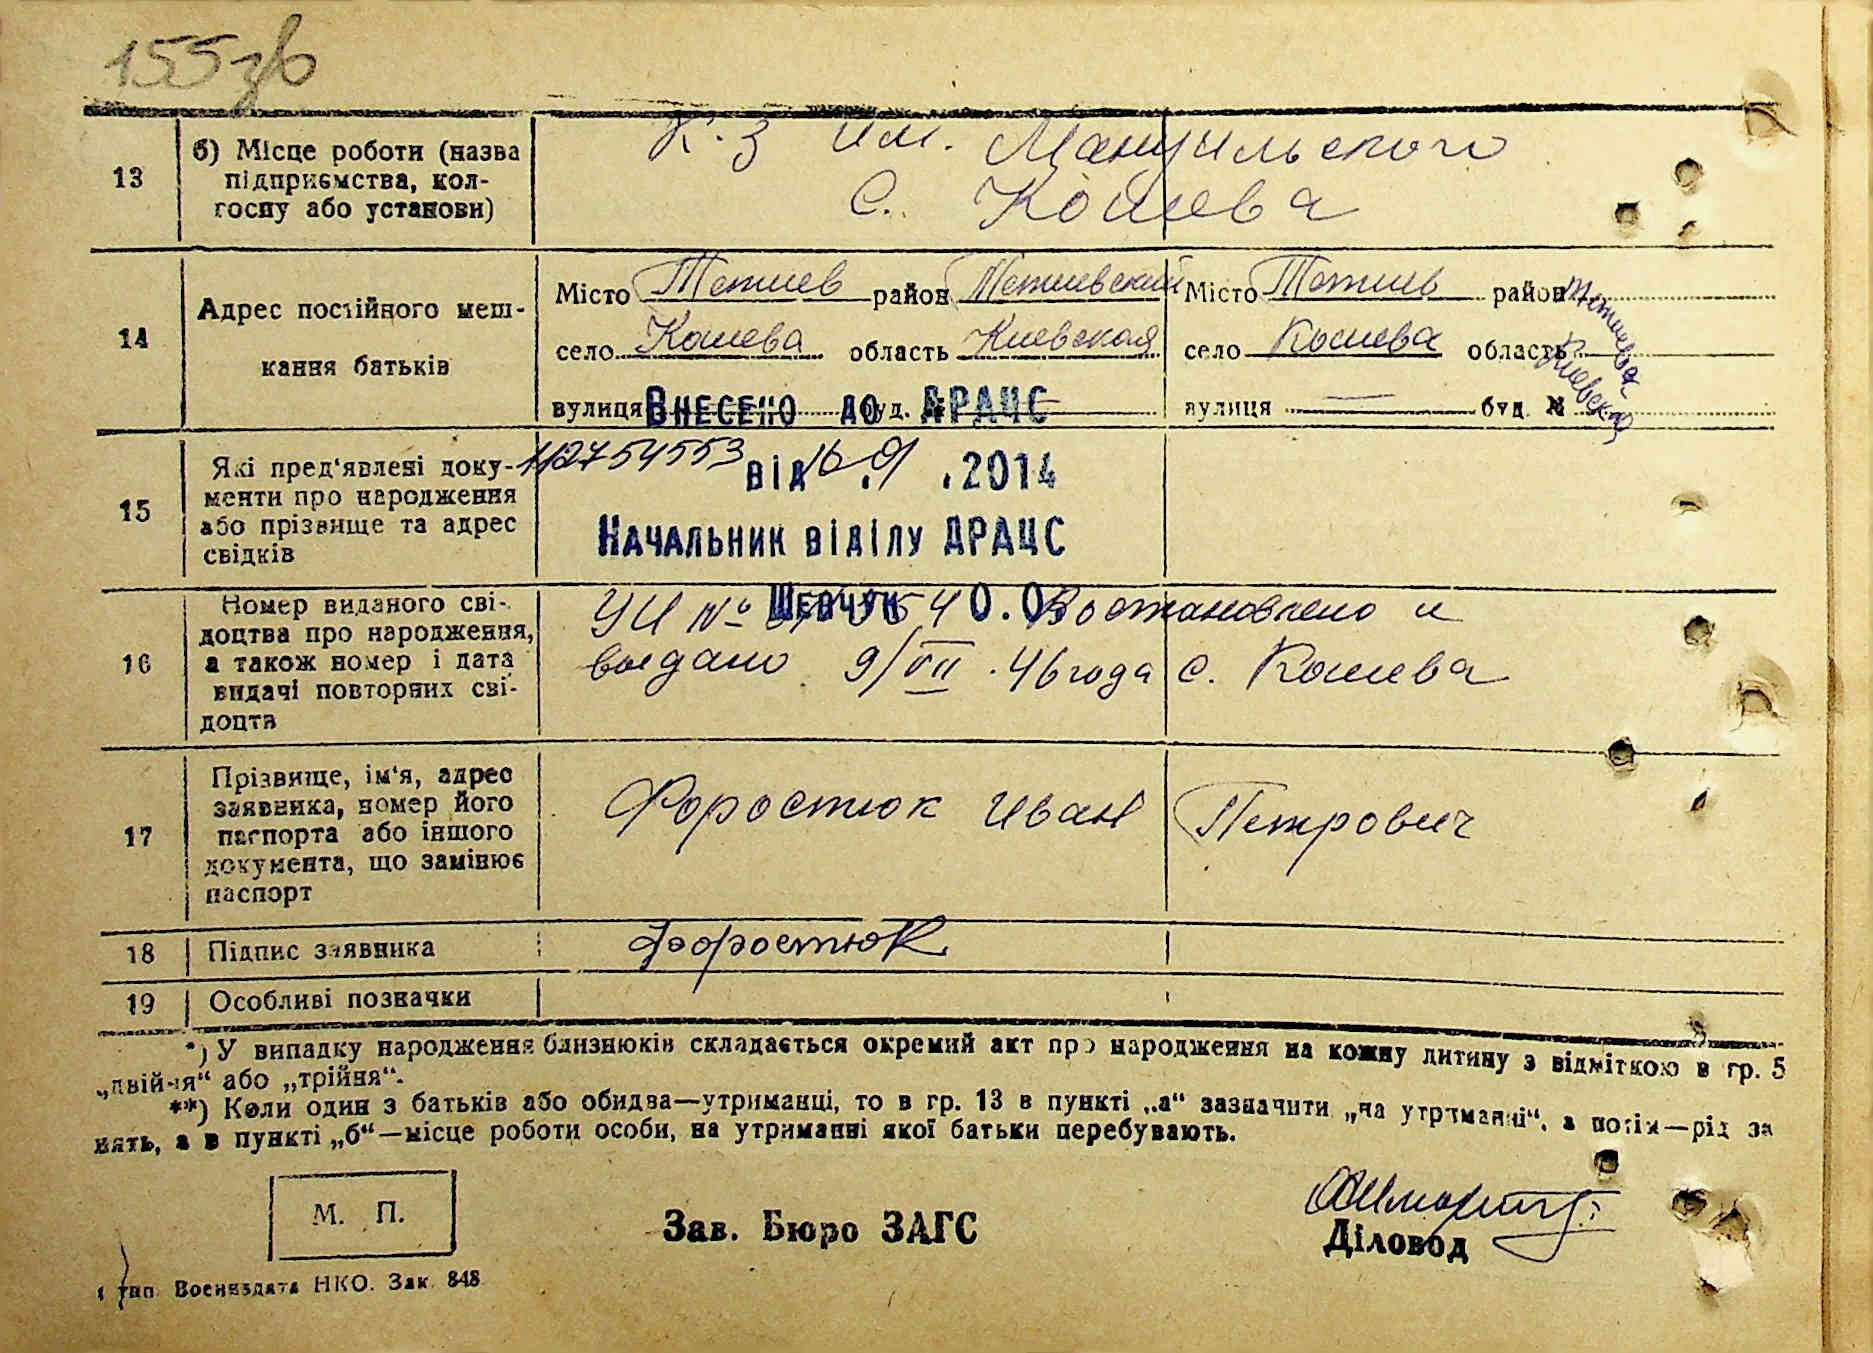 155зв
13
б) Місце роботи (назва
підприємства, кол-
госпу або установи)
К-з им. Мануильского
с. Кошева
14
Адрес постійного меш-
кання батьків
Місто Тетиев район Тетиевский
село Кошева область Киевская
вулиця буд. №
Місто Тетиев район Тетиевский
село Кошева область Киевская
вулиця — буд. №
Внесено до ДРАЦС
112754553 від 16.01.2014
Начальник відділу ДРАЦС
Шевчук О.О.
15
Які пред'явлені доку-
менти про народження
або прізвище та адрес
свідків
16
Номер виданого сві-
доцтва про народження,
а також номер і дата
видачі повторних сві-
доцтв
УИ № Востановлено и
выдано 9/VII.46 года с. Кошева
17
Прізвище, ім'я, адрес
заявника, номер його
паспорта або іншого
документа, що замінює
паспорт
Форостюк Иван Петрович
18
Підпис заявника
Форостюк
19
Особливі позначки
*) У випадку народження близнюків складається окремий акт про народження на кожну дитину з відміткою в гр. 5
„двійня“ або „трійня“.
**) Коли один з батьків або обидва—утриманці, то в гр. 13 в пункті „а“ зазначити „на утриманні“, а потім—рід за
нять, а в пункті „б“—місце роботи особи, на утриманні якої батьки перебувають.
М. П.
Зав. Бюро ЗАГС
Діловод
1 тип Воениздата НКО. Зак. 848